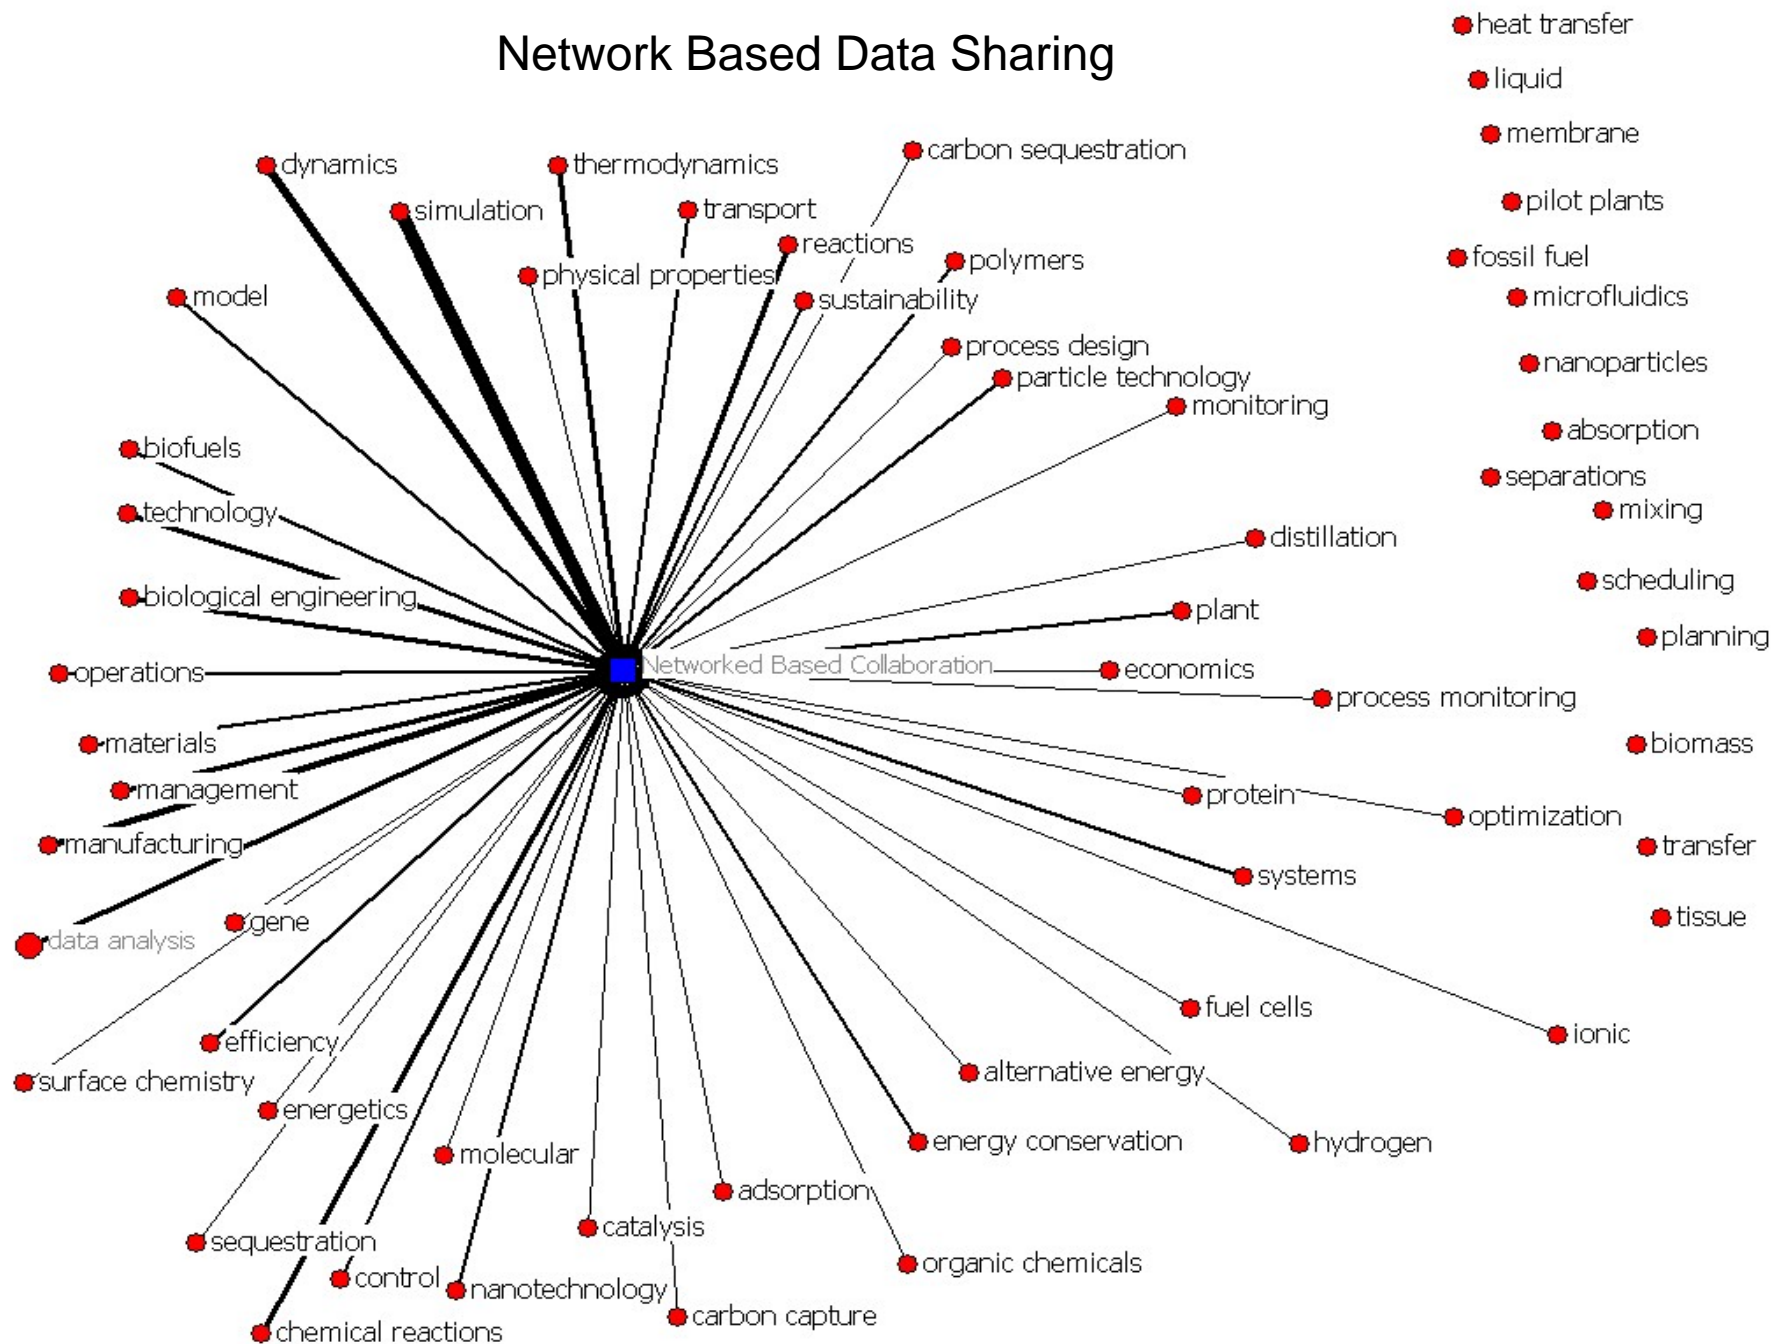 Network Based Data Sharing
heat transfer
liquid
membrane
carbon sequestration
dynamics
thermodynamics
pilot plants
simulation
transport
reactions
fossil fuel
polymers
physical properties
microfluidics
model
sustainability
process design
nanoparticles
particle technology
monitoring
absorption
biofuels
separations
mixing
technology
distillation
scheduling
biological engineering
plant
planning
Networked Based Collaboration
economics
operations
process monitoring
materials
biomass
management
protein
optimization
manufacturing
transfer
systems
tissue
gene
data analysis
fuel cells
ionic
efficiency
alternative energy
surface chemistry
energetics
energy conservation
hydrogen
molecular
adsorption
catalysis
sequestration
organic chemicals
control
nanotechnology
carbon capture
chemical reactions